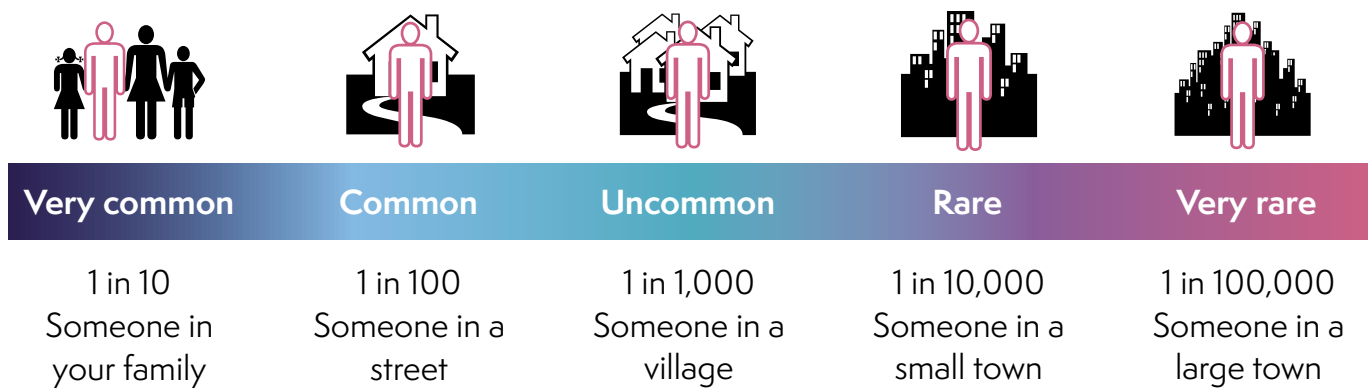 Very common
Common
Uncommon
Rare
Very rare
1 in 10
Someone in
your family
1 in 100
Someone in a
street
1 in 1,000
Someone in a
village
1 in 10,000
Someone in a
small town
1 in 100,000
Someone in a
large town